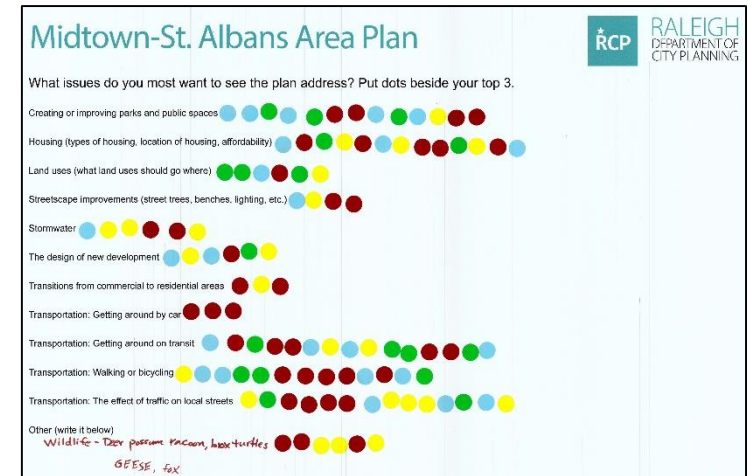 Midtown-St. Albans Area Plan
RCP
RALEIGH
DEPARTMENT OF
CITY PLANNING
What issues do you most want to see the plan address? Put dots beside your top 3.
Creating or improving parks and public spaces
Housing (types of housing, location of housing, affordability)
Land uses (what land uses should go where)
Streetscape improvements (street trees, benches, lighting, etc.)
Stormwater
The design of new development
Transitions from commercial to residential areas
Transportation: Getting around by car
Transportation: Getting around on transit
Transportation: Walking or bicycling
Transportation: The effect of traffic on local streets
Other (write it below)
Wildlife - Deer possum racoon, box turtles
GEESE, fox